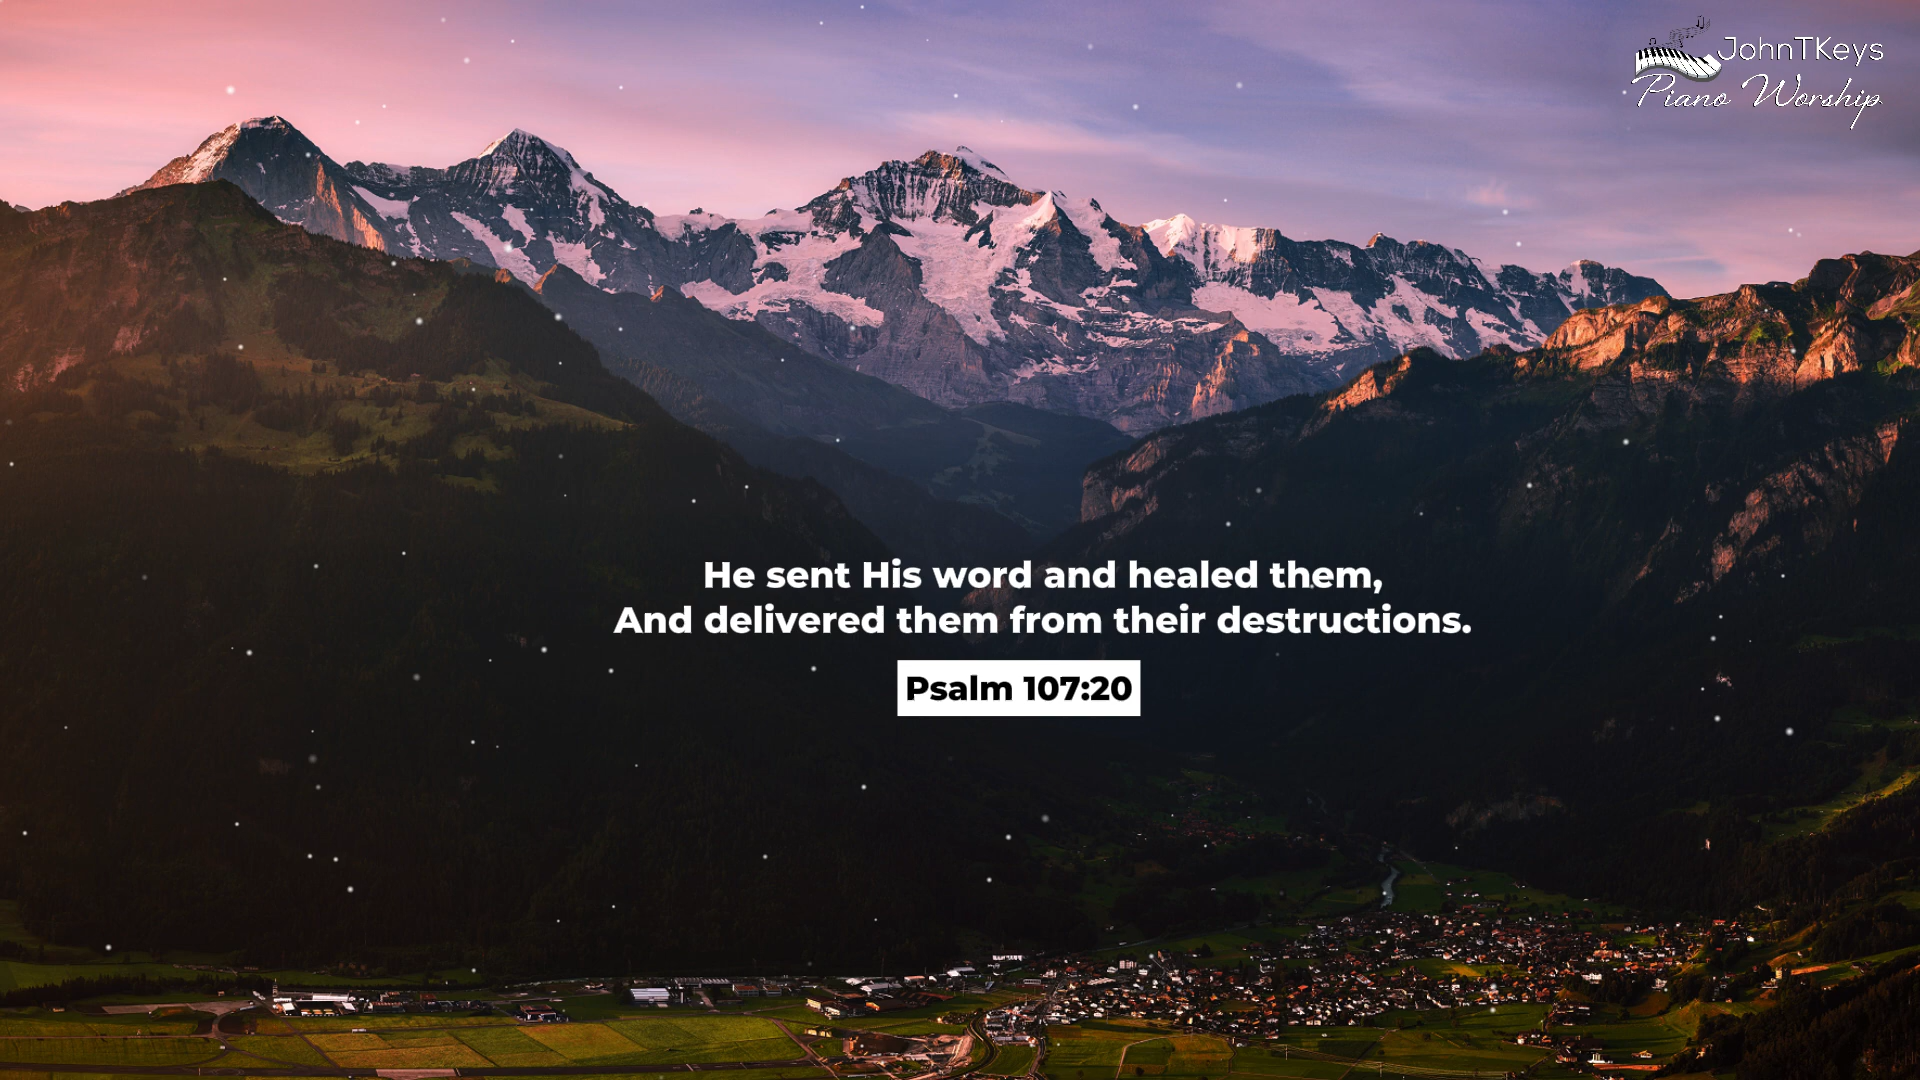 JohnTKeys
Piano Worship
He sent His word and healed them,
And delivered them from their destructions.
Psalm 107:20